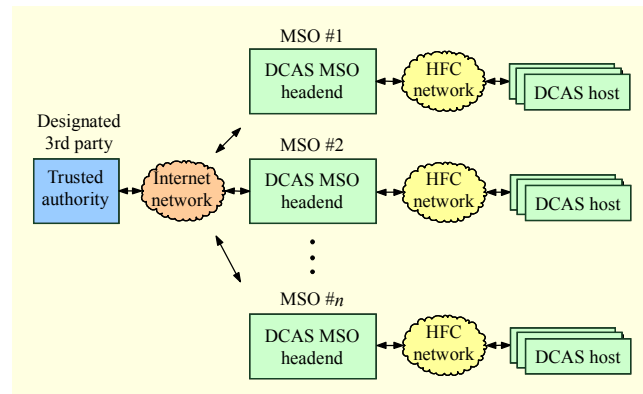 MSO #1
DCAS MSO
headend
HFC
network
DCAS host
Designated
3rd party
Trusted
authority
Internet
network
MSO #2
DCAS MSO
headend
HFC
network
DCAS host
MSO #n
DCAS MSO
headend
HFC
network
DCAS host